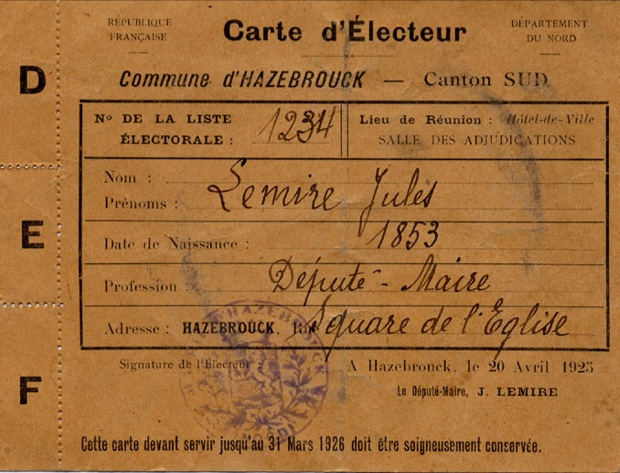 RÉPUBLIQUE
FRANÇAISE
Carte d'Électeur
DÉPARTEMENT
DU NORD
D
Commune d'HAZEBROUCK — Canton SUD
No DE LA LISTE
ÉLECTORALE : 1234
Lieu de Réunion : Hôtel-de-Ville
SALLE DES ADJUDICATIONS
Nom :
Prénoms : Lemire Jules
E
Date de Naissance : 1853
Profession : Député-Maire
Adresse : HAZEBROUCK, Rue Square de l'Église
HAZEBROUCK
Signature de l'Électeur :
A Hazebrouck, le 20 Avril 1925
Le Député-Maire, J. LEMIRE
F
Cette carte devant servir jusqu'au 31 Mars 1926 doit être soigneusement conservée.